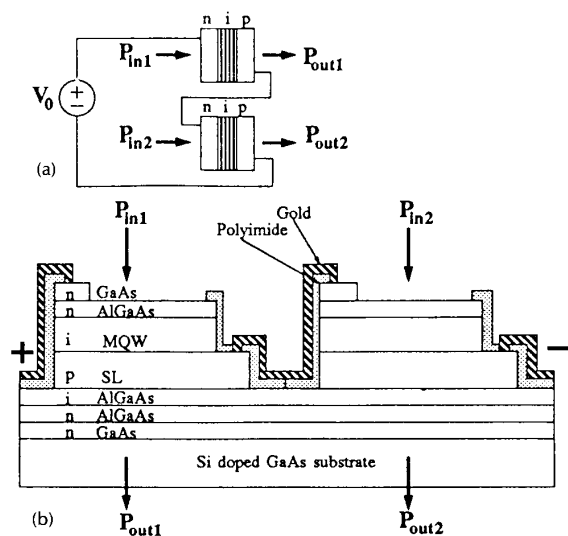 n i p
P_in1 P_out1
V_0
+
−
n i p
P_in2 P_out2
(a)
Gold
P_in1 Polyimide P_in2
n GaAs
n AlGaAs
i MQW
+ −
p SL
i AlGaAs
n AlGaAs
n GaAs
Si doped GaAs substrate
(b) P_out1 P_out2